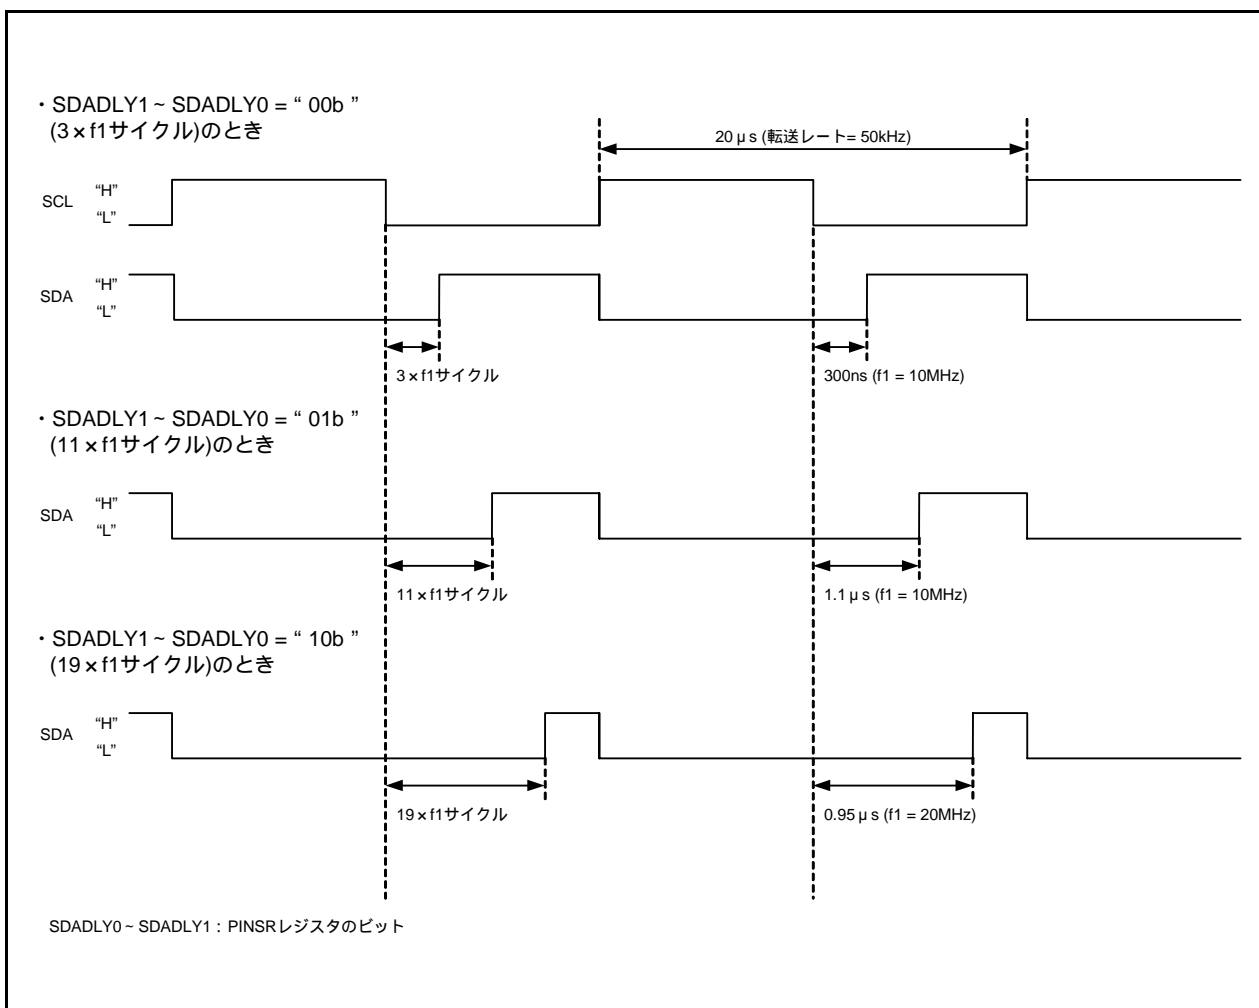 ・SDADLY1 ~ SDADLY0 = “ 00b ”
(3×f1サイクル)のとき
20 μ s (転送レート= 50kHz)
SCL
“H”
“L”
SDA
“H”
“L”
3×f1サイクル
300ns (f1 = 10MHz)
・SDADLY1 ~ SDADLY0 = “ 01b ”
(11×f1サイクル)のとき
SDA
“H”
“L”
11×f1サイクル
1.1 μ s (f1 = 10MHz)
・SDADLY1 ~ SDADLY0 = “ 10b ”
(19×f1サイクル)のとき
SDA
“H”
“L”
19×f1サイクル
0.95 μ s (f1 = 20MHz)
SDADLY0 ~ SDADLY1 : PINSRレジスタのビット